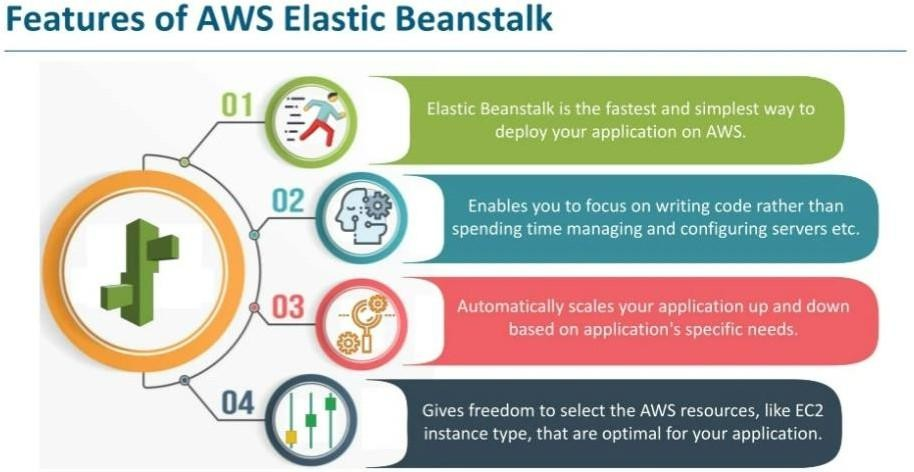 Features of AWS Elastic Beanstalk
01
Elastic Beanstalk is the fastest and simplest way to
deploy your application on AWS.
02
Enables you to focus on writing code rather than
spending time managing and configuring servers etc.
03
Automatically scales your application up and down
based on application's specific needs.
04
Gives freedom to select the AWS resources, like EC2
instance type, that are optimal for your application.